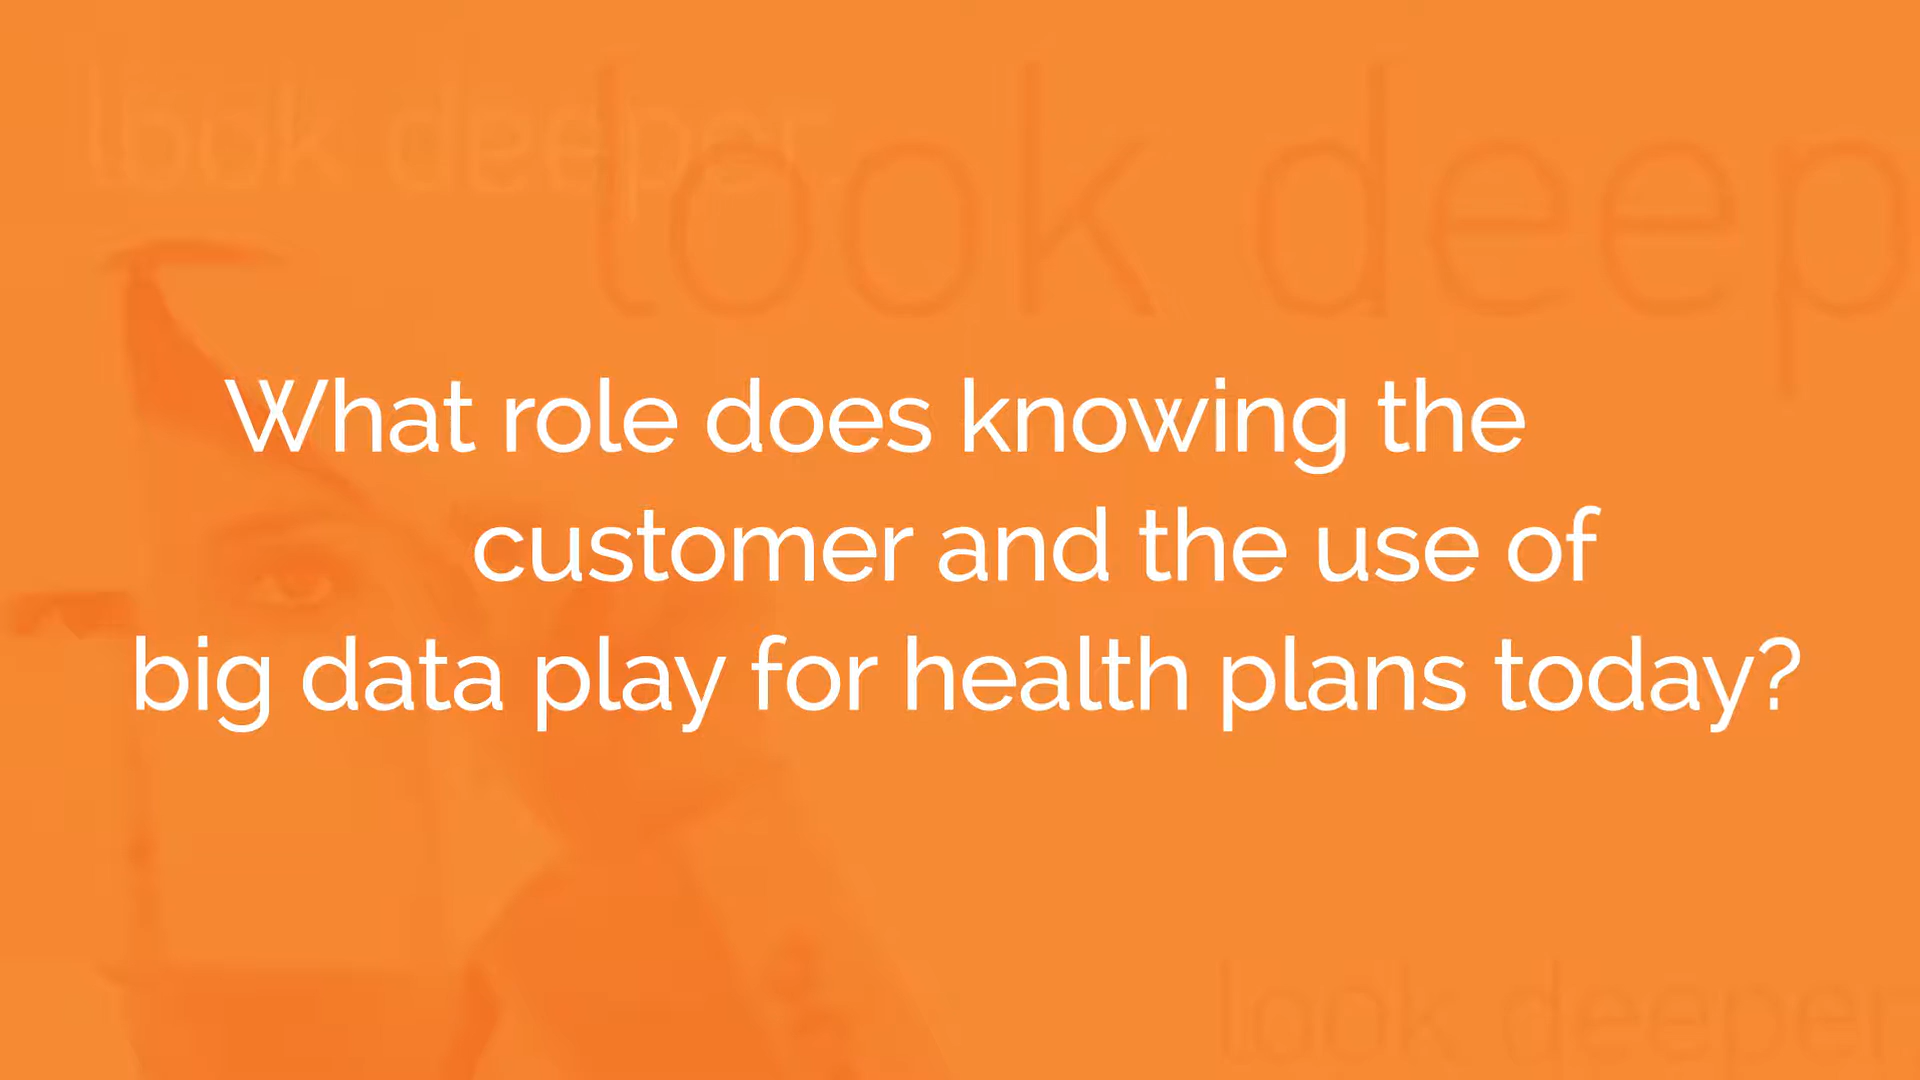 look deeper
look deep
What role does knowing the
customer and the use of
big data play for health plans today?
look deeper